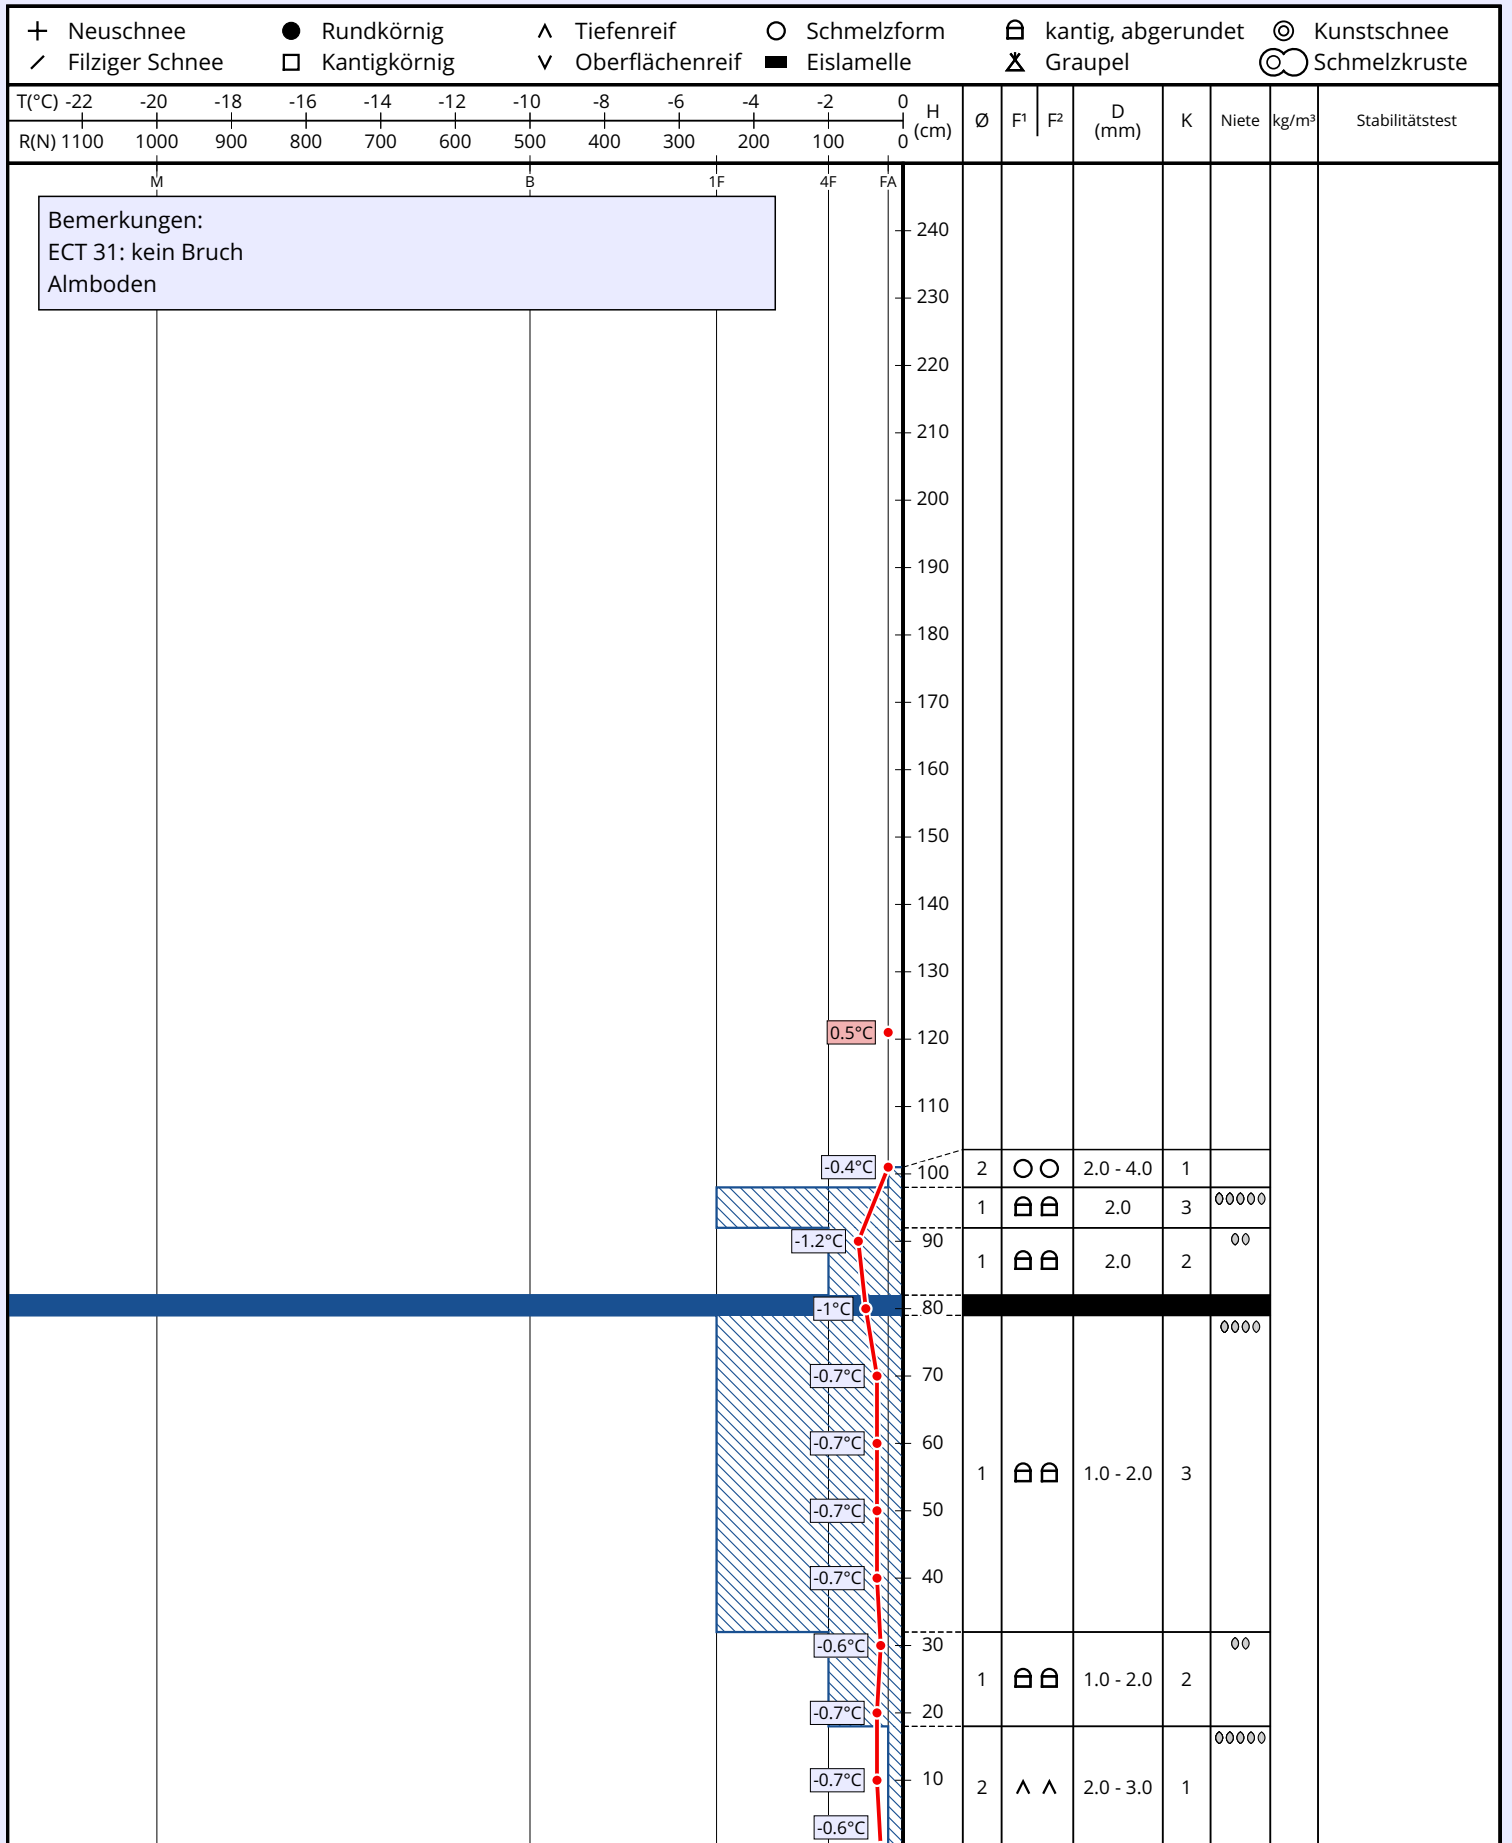 Neuschnee Rundkörnig Tiefenreif Schmelzform kantig, abgerundet Kunstschnee
Filziger Schnee Kantigkörnig Oberflächenreif Eislamelle Graupel Schmelzkruste
T(°C) -22 -20 -18 -16 -14 -12 -10 -8 -6 -4 -2 0
R(N) 1100 1000 900 800 700 600 500 400 300 200 100 0
H (cm) Ø F¹ F² D (mm) K Niete kg/m³ Stabilitätstest
M B 1F 4F FA
Bemerkungen:
ECT 31: kein Bruch
Almboden
240
230
220
210
200
190
180
170
160
150
140
130
0.5°C 120
110
-0.4°C 100 2 2.0 - 4.0 1
1 2.0 3
-1.2°C 90 1 2.0 2
-1°C 80
-0.7°C 70
-0.7°C 60
1 1.0 - 2.0 3
-0.7°C 50
-0.7°C 40
-0.6°C 30
1 1.0 - 2.0 2
-0.7°C 20
-0.7°C 10 2 2.0 - 3.0 1
-0.6°C